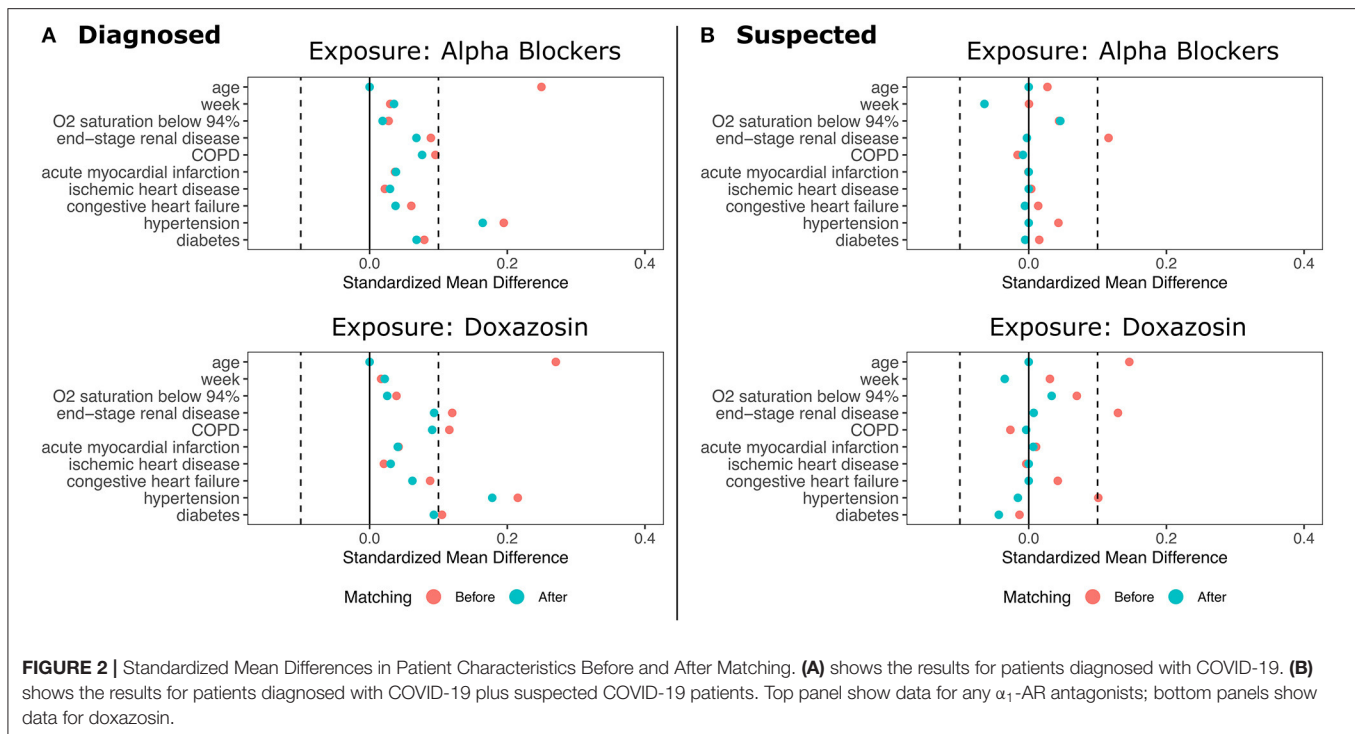 A Diagnosed
Exposure: Alpha Blockers
age
week
O2 saturation below 94%
end−stage renal disease
COPD
acute myocardial infarction
ischemic heart disease
congestive heart failure
hypertension
diabetes
0.0 0.2 0.4
Standardized Mean Difference
Exposure: Doxazosin
age
week
O2 saturation below 94%
end−stage renal disease
COPD
acute myocardial infarction
ischemic heart disease
congestive heart failure
hypertension
diabetes
0.0 0.2 0.4
Standardized Mean Difference
Matching Before After
B Suspected
Exposure: Alpha Blockers
age
week
O2 saturation below 94%
end−stage renal disease
COPD
acute myocardial infarction
ischemic heart disease
congestive heart failure
hypertension
diabetes
0.0 0.2 0.4
Standardized Mean Difference
Exposure: Doxazosin
age
week
O2 saturation below 94%
end−stage renal disease
COPD
acute myocardial infarction
ischemic heart disease
congestive heart failure
hypertension
diabetes
0.0 0.2 0.4
Standardized Mean Difference
Matching Before After
FIGURE 2 | Standardized Mean Differences in Patient Characteristics Before and After Matching. (A) shows the results for patients diagnosed with COVID-19. (B)
shows the results for patients diagnosed with COVID-19 plus suspected COVID-19 patients. Top panel show data for any α₁-AR antagonists; bottom panels show
data for doxazosin.